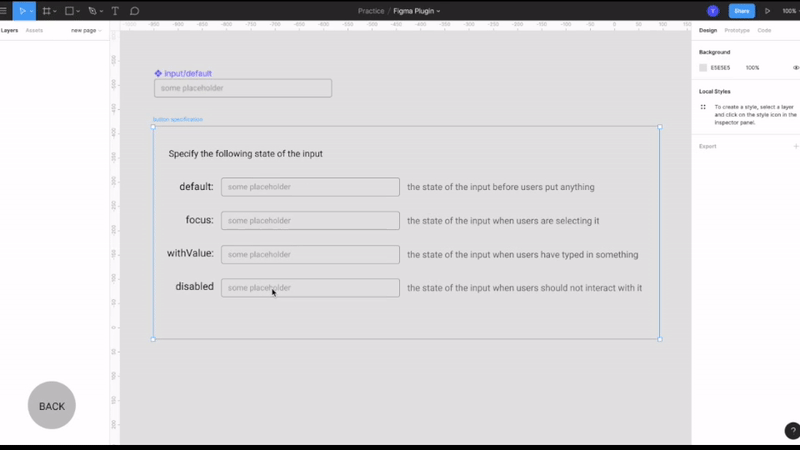 Practice / Figma Plugin
T
Share
100%
Layers Assets new page
Design Prototype Code
Background
E5E5E5 100%
Local Styles
To create a style, select a layer
and click on the style icon in the
inspector panel.
Export
input/default
some placeholder
button specification
Specify the following state of the input
default: some placeholder the state of the input before users put anything
focus: some placeholder the state of the input when users are selecting it
withValue: some placeholder the state of the input when users have typed in something
disabled some placeholder the state of the input when users should not interact with it
BACK
?